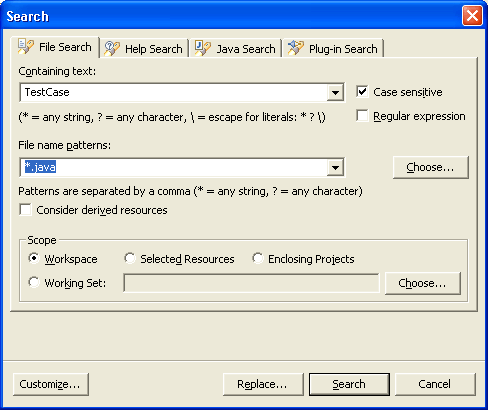 Search
File Search Help Search Java Search Plug-in Search
Containing text:
TestCase
Case sensitive
(* = any string, ? = any character, \ = escape for literals: * ? \)
Regular expression
File name patterns:
*.java
Choose...
Patterns are separated by a comma (* = any string, ? = any character)
Consider derived resources
Scope
Workspace Selected Resources Enclosing Projects
Working Set: Choose...
Customize... Replace... Search Cancel